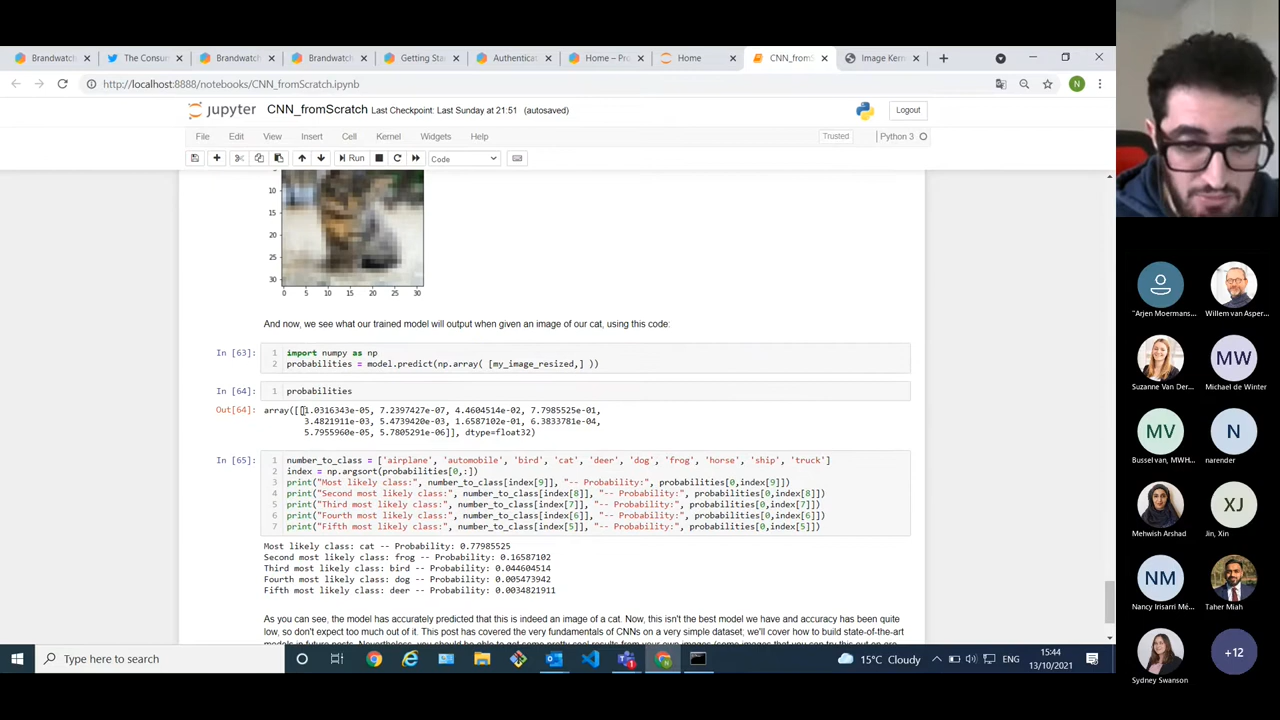 Brandwatch
The Consu
Brandwatch
Brandwatch
Getting Sta
Authenticat
Home – Pr
Home
CNN_from
Image Kern
http://localhost:8888/notebooks/CNN_fromScratch.ipynb
N
jupyter CNN_fromScratch Last Checkpoint: Last Sunday at 21:51 (autosaved)
Logout
File Edit View Insert Cell Kernel Widgets Help
Trusted
Python 3
Run
Code
10
15
20
25
30
0 5 10 15 20 25 30
And now, we see what our trained model will output when given an image of our cat, using this code:
In [63]:
1 import numpy as np
2 probabilities = model.predict(np.array( [my_image_resized,] ))
In [64]:
1 probabilities
Out[64]: array([[1.0316343e-05, 7.2397427e-07, 4.4604514e-02, 7.7985525e-01,
3.4821911e-03, 5.4739420e-03, 1.6587102e-01, 6.3833781e-04,
5.7955960e-05, 5.7805291e-06]], dtype=float32)
In [65]:
1 number_to_class = ['airplane', 'automobile', 'bird', 'cat', 'deer', 'dog', 'frog', 'horse', 'ship', 'truck']
2 index = np.argsort(probabilities[0,:])
3 print("Most likely class:", number_to_class[index[9]], "-- Probability:", probabilities[0,index[9]])
4 print("Second most likely class:", number_to_class[index[8]], "-- Probability:", probabilities[0,index[8]])
5 print("Third most likely class:", number_to_class[index[7]], "-- Probability:", probabilities[0,index[7]])
6 print("Fourth most likely class:", number_to_class[index[6]], "-- Probability:", probabilities[0,index[6]])
7 print("Fifth most likely class:", number_to_class[index[5]], "-- Probability:", probabilities[0,index[5]])
Most likely class: cat -- Probability: 0.77985525
Second most likely class: frog -- Probability: 0.16587102
Third most likely class: bird -- Probability: 0.044604514
Fourth most likely class: dog -- Probability: 0.005473942
Fifth most likely class: deer -- Probability: 0.0034821911
As you can see, the model has accurately predicted that this is indeed an image of a cat. Now, this isn't the best model we have and accuracy has been quite
low, so don't expect too much out of it. This post has covered the very fundamentals of CNNs on a very simple dataset; we'll cover how to build state-of-the-art
Type here to search
15°C Cloudy
ENG
15:44
13/10/2021
"Arjen Moermans...
Willem van Asper...
Suzanne Van Der...
MW
Michael de Winter
MV
Bussel van, MWH...
N
narender
Mehwish Arshad
XJ
Jin, Xin
NM
Nancy Irisarri Mé...
Taher Miah
Sydney Swanson
+12